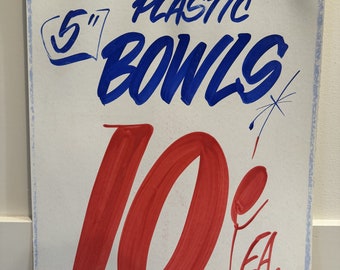 PLASTIC
5" BOWLS
10¢
EA.